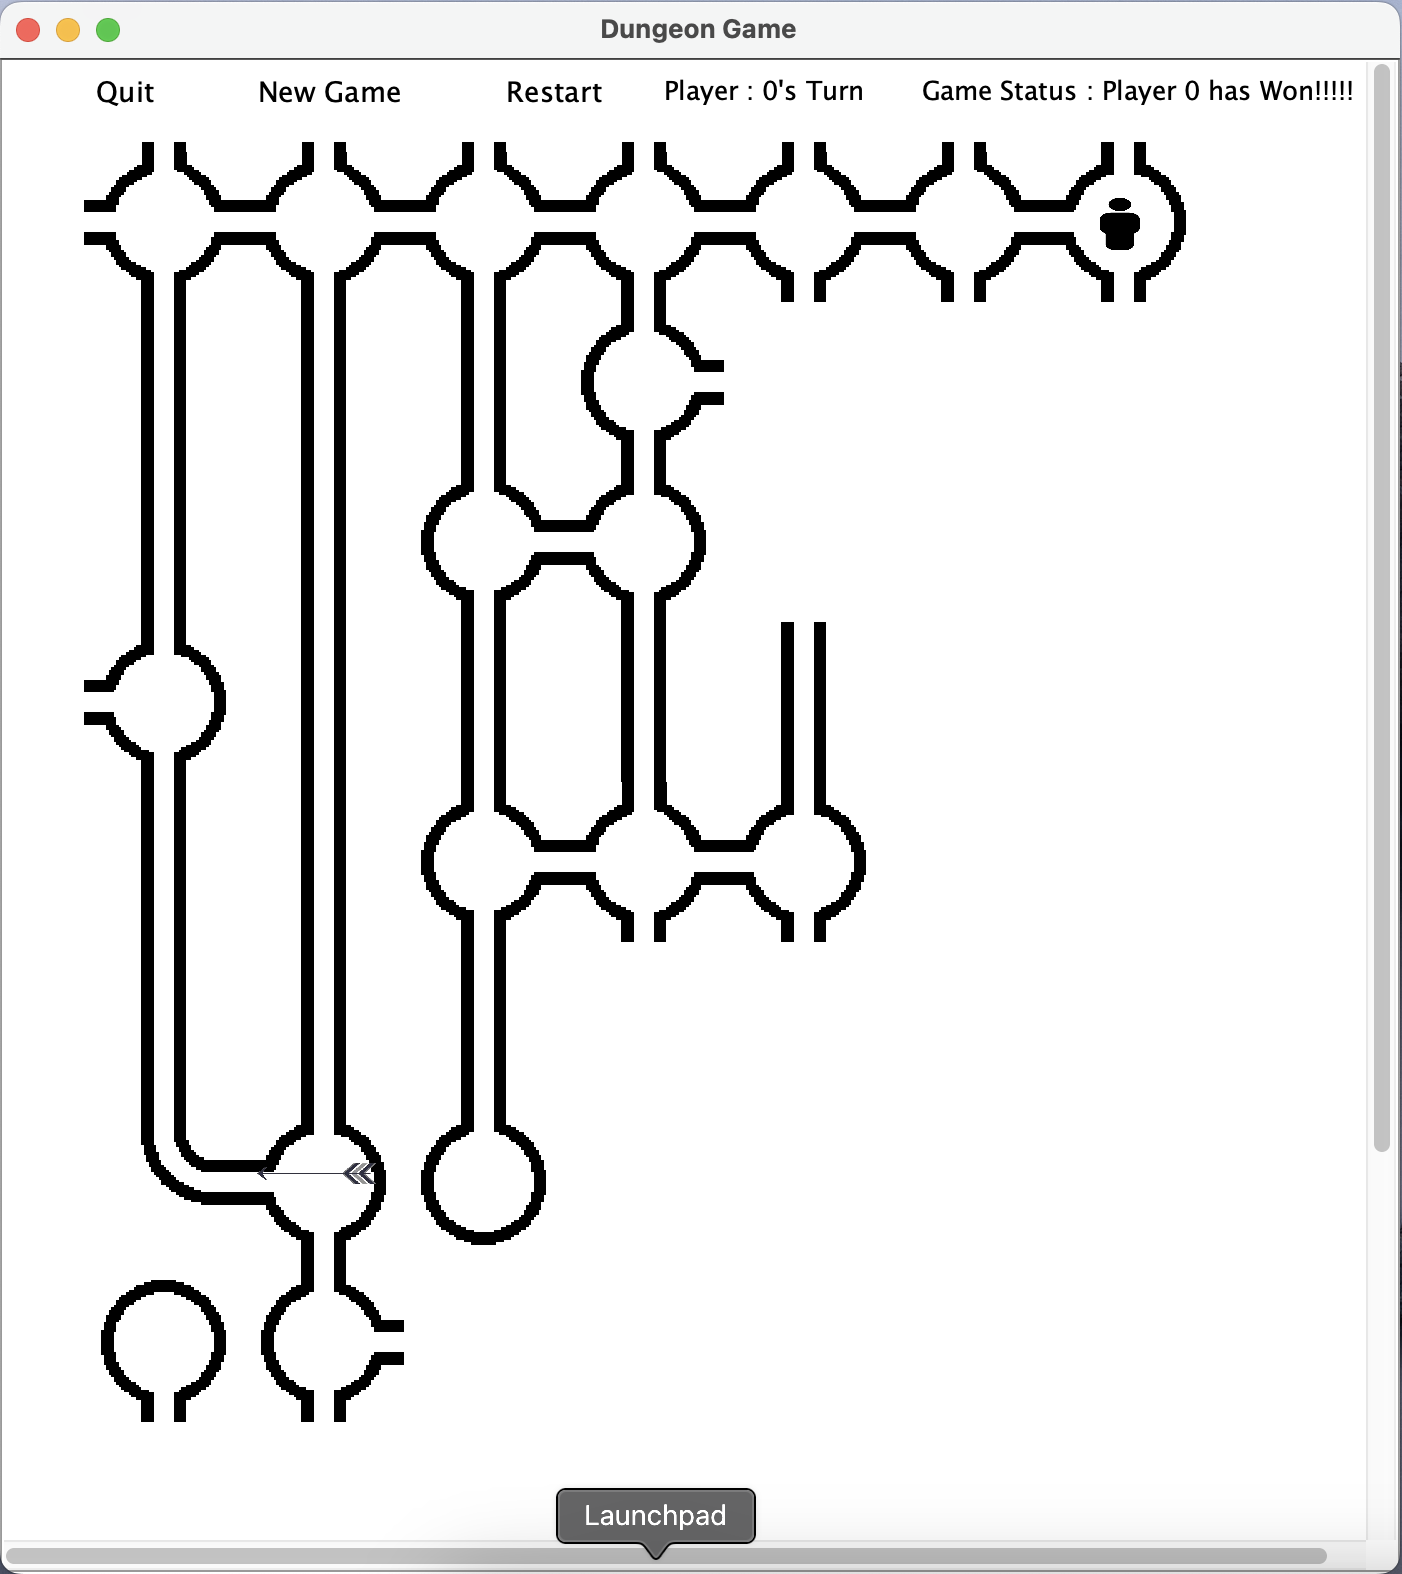 Dungeon Game
Quit New Game Restart Player : 0's Turn Game Status : Player 0 has Won!!!!!
Launchpad